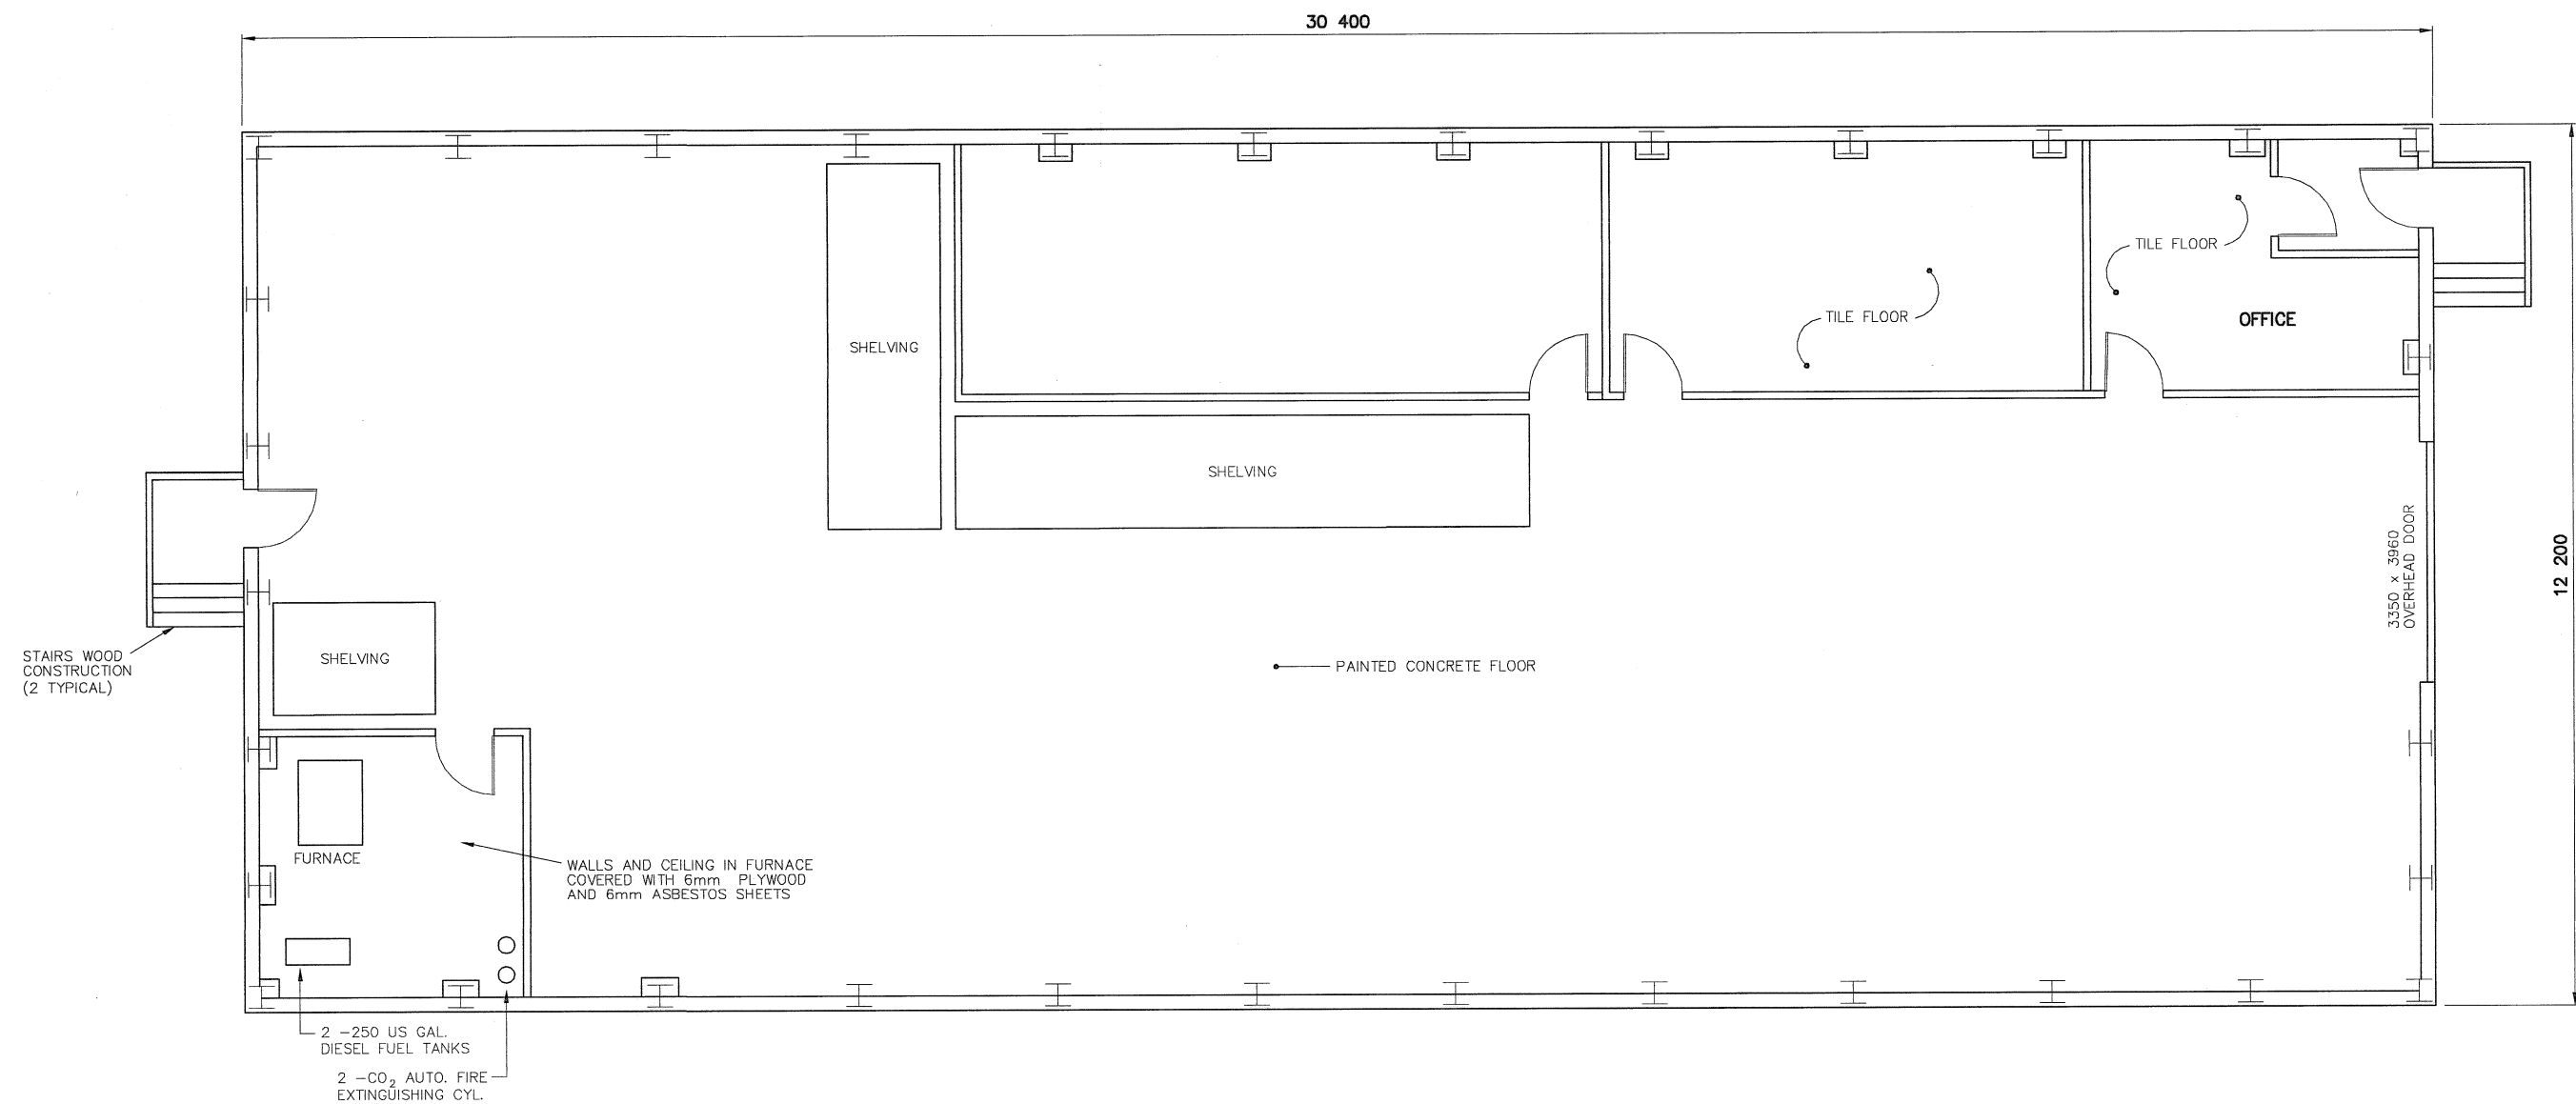 30 400
TILE FLOOR
TILE FLOOR
OFFICE
SHELVING
SHELVING
3350 x 3960
OVERHEAD DOOR
12 200
STAIRS WOOD
CONSTRUCTION
(2 TYPICAL)
SHELVING
PAINTED CONCRETE FLOOR
FURNACE
WALLS AND CEILING IN FURNACE
COVERED WITH 6mm PLYWOOD
AND 6mm ASBESTOS SHEETS
2 -250 US GAL.
DIESEL FUEL TANKS
2 -CO₂ AUTO. FIRE
EXTINGUISHING CYL.